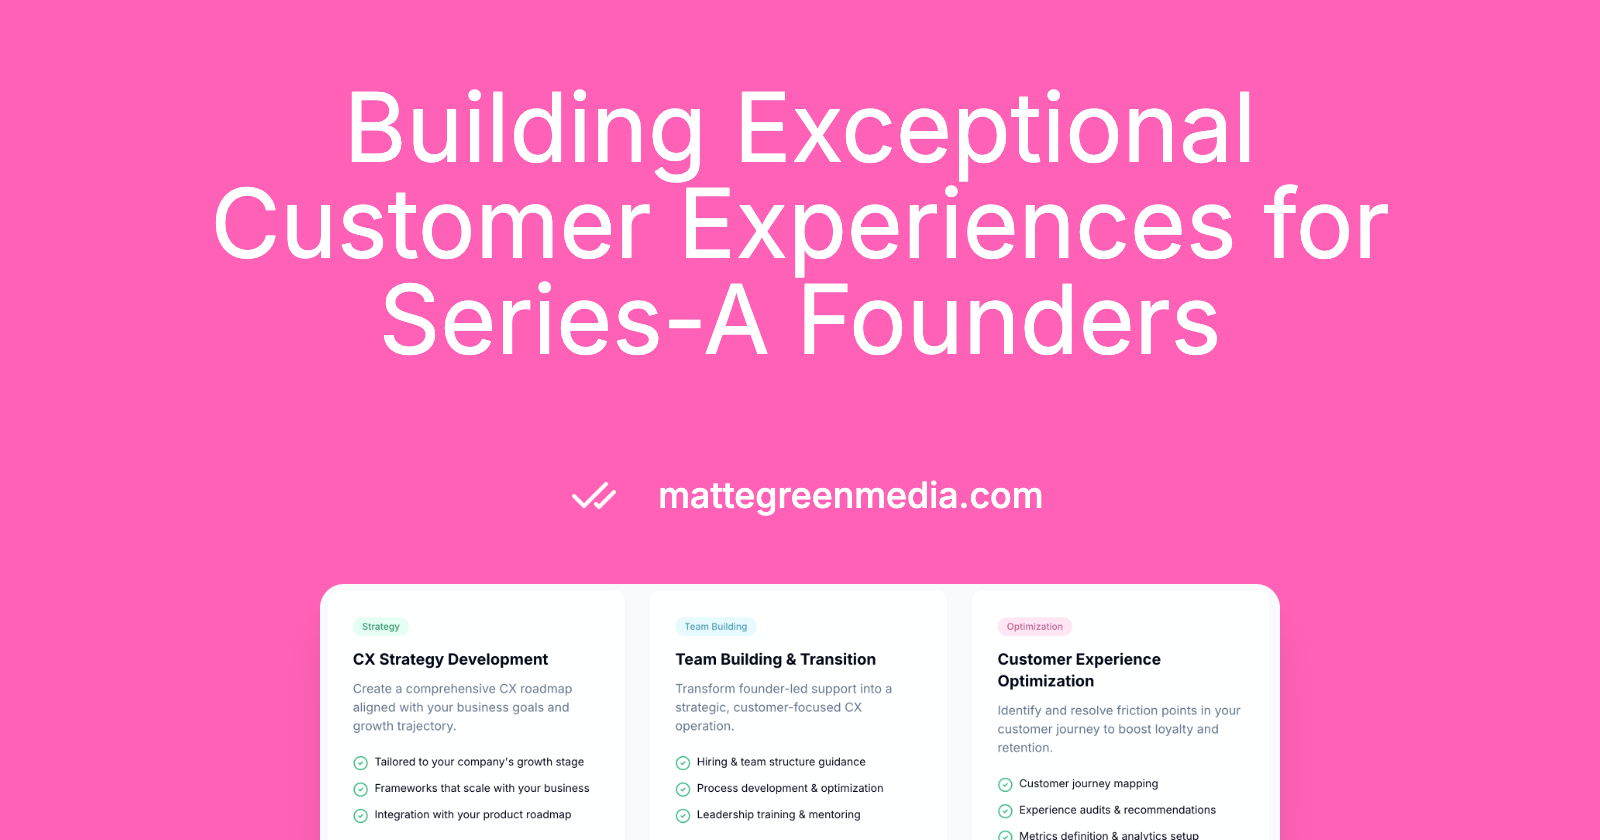 Building Exceptional
Customer Experiences for
Series-A Founders
mattegreenmedia.com
Strategy
CX Strategy Development
Create a comprehensive CX roadmap
aligned with your business goals and
growth trajectory.
Tailored to your company's growth stage
Frameworks that scale with your business
Integration with your product roadmap
Team Building
Team Building & Transition
Transform founder-led support into a
strategic, customer-focused CX
operation.
Hiring & team structure guidance
Process development & optimization
Leadership training & mentoring
Optimization
Customer Experience
Optimization
Identify and resolve friction points in your
customer journey to boost loyalty and
retention.
Customer journey mapping
Experience audits & recommendations
Metrics definition & analytics setup